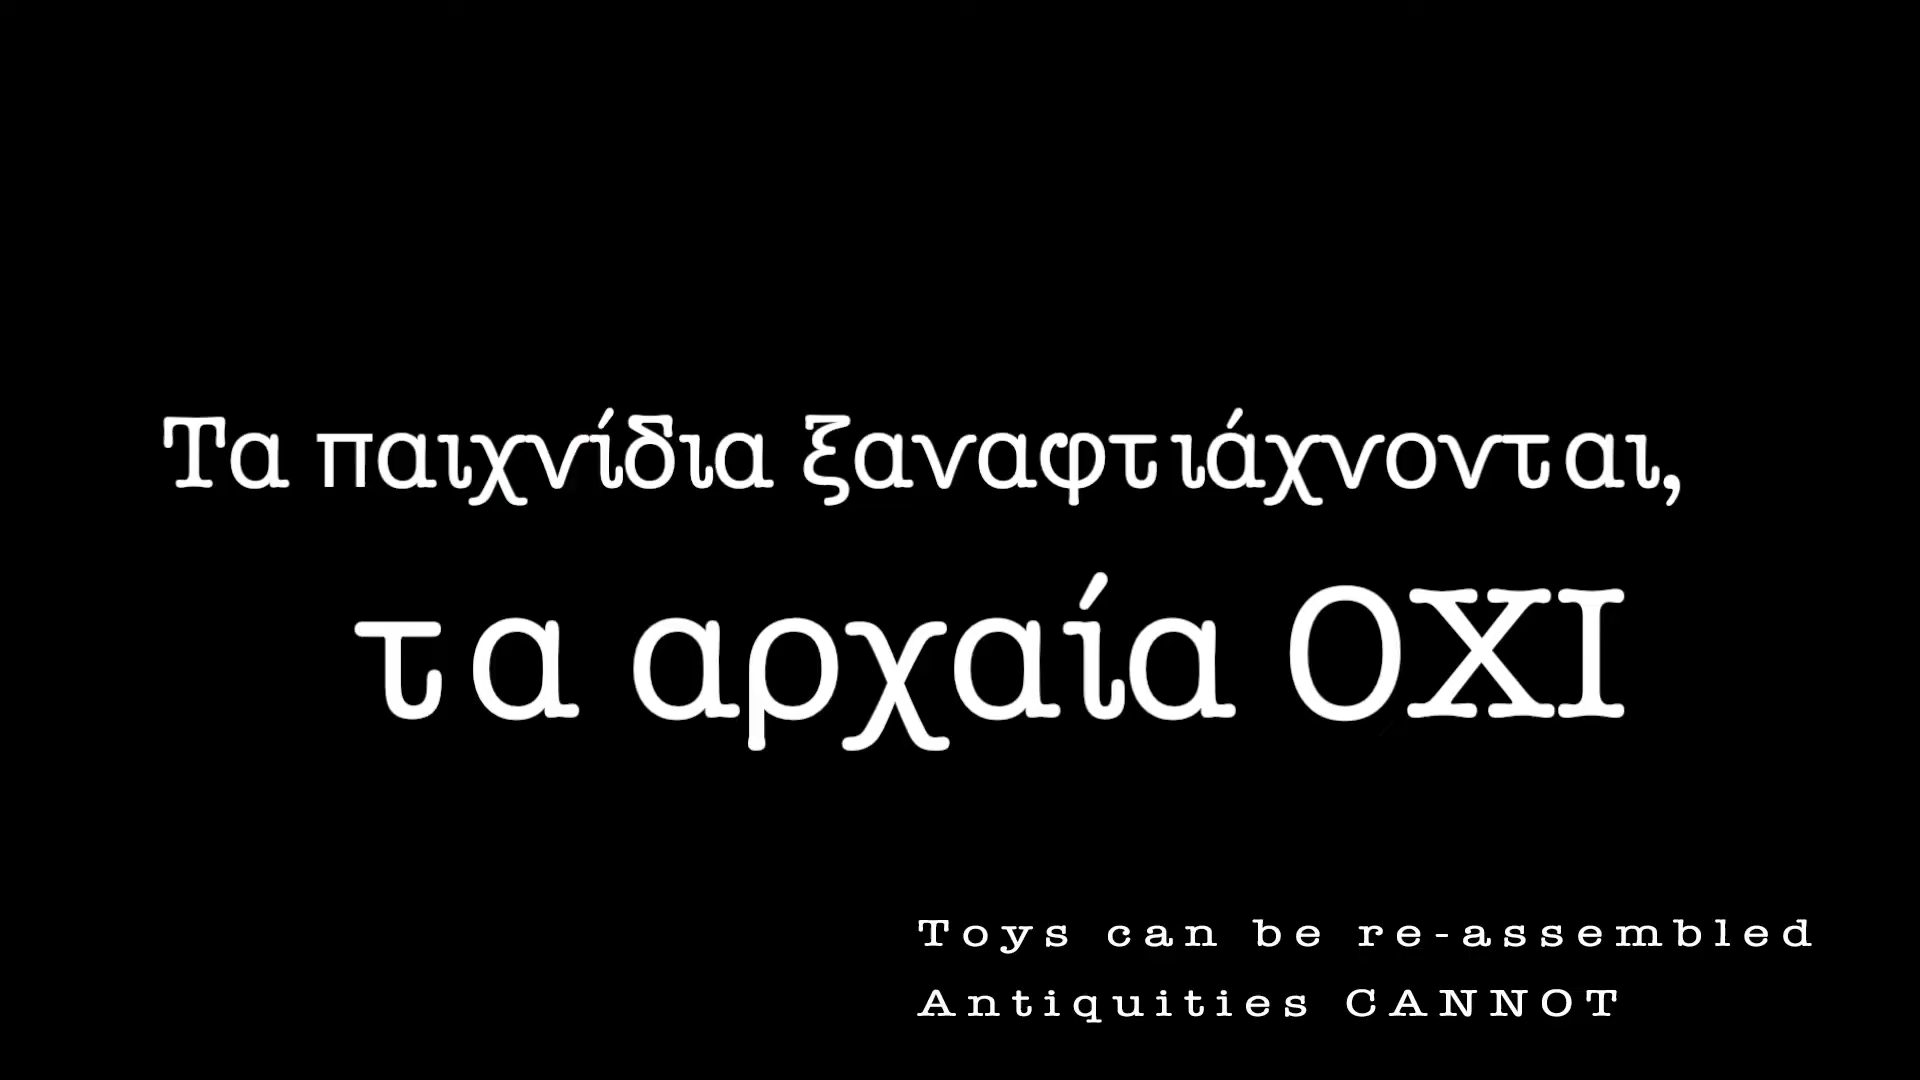 Τα παιχνίδια ξαναφτιάχνονται,
τα αρχαία ΟΧΙ
Toys can be re-assembled
Antiquities CANNOT